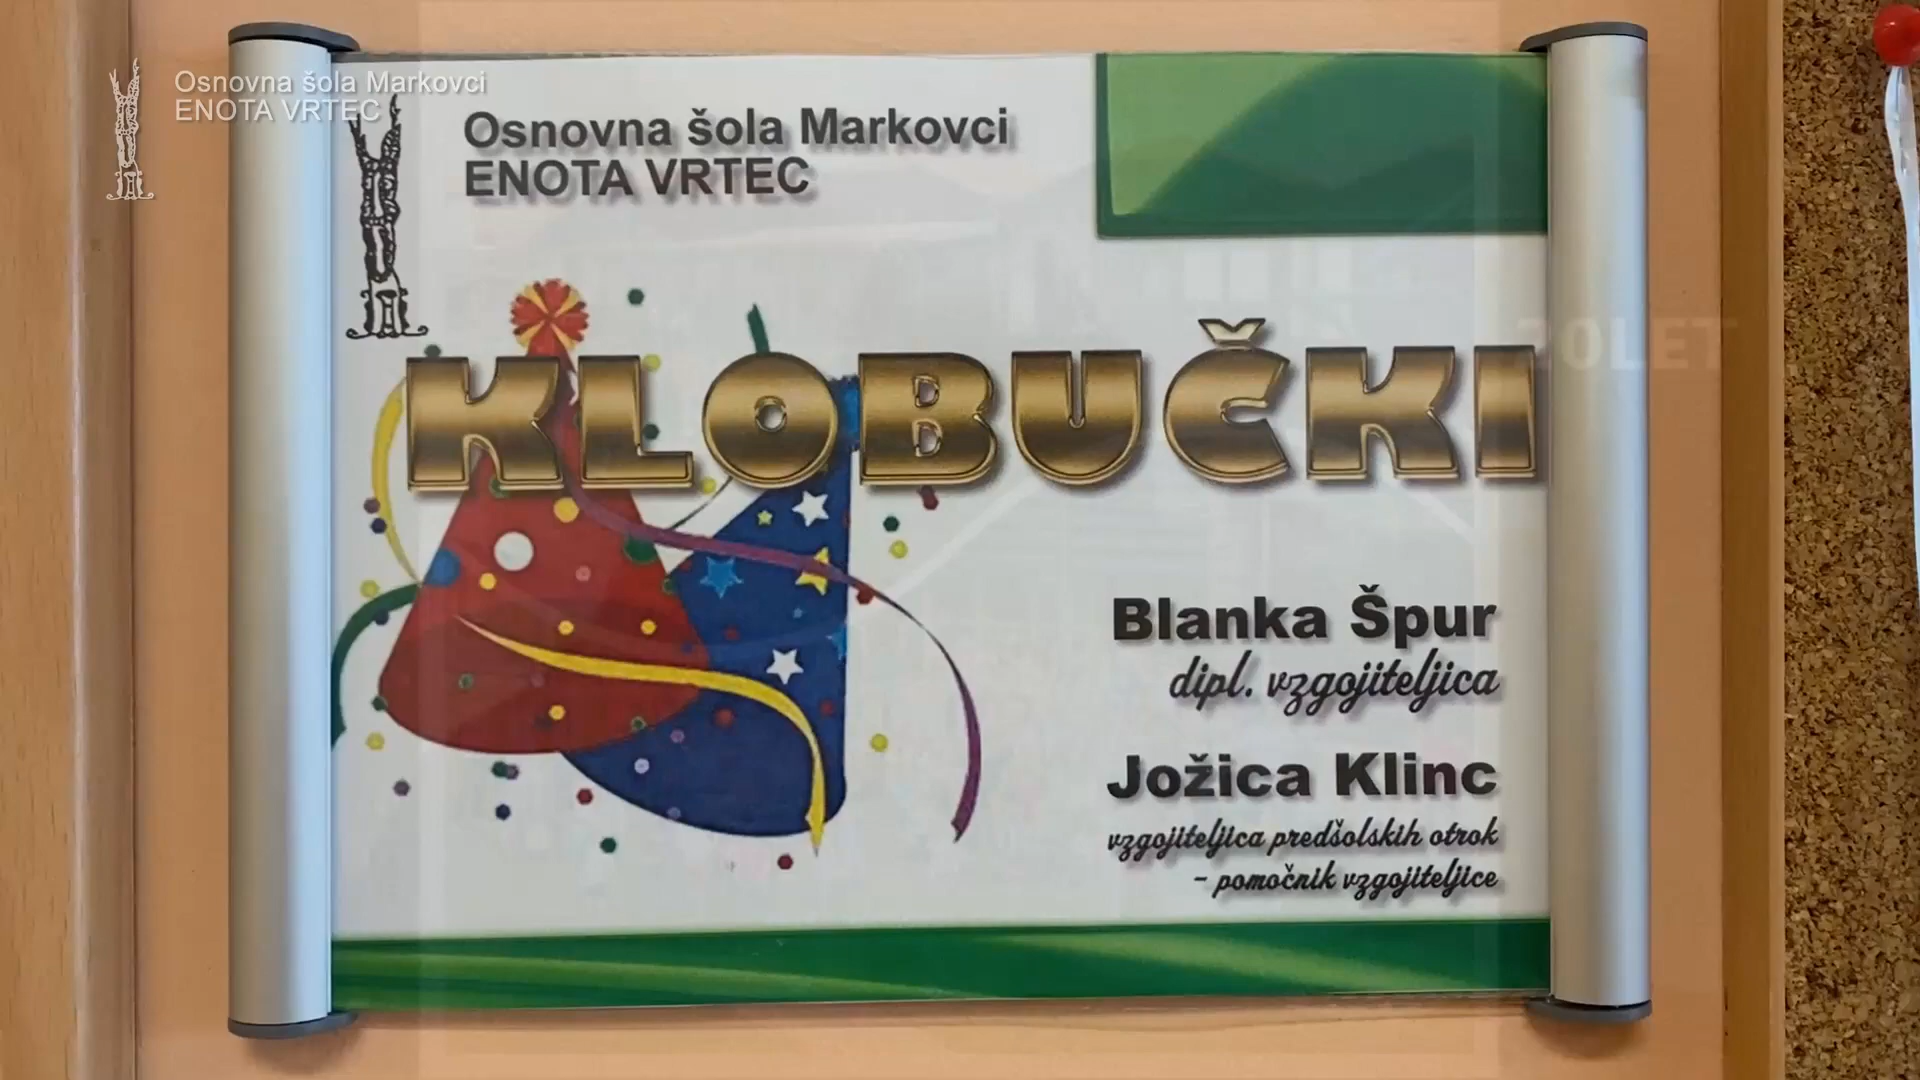 Osnovna šola Markovci
ENOTA VRTEC
Osnovna šola Markovci
ENOTA VRTEC
KLOBUČKI
20LET
Blanka Špur
dipl. vzgojiteljica
Jožica Klinc
vzgojiteljica predšolskih otrok
- pomočnik vzgojiteljice